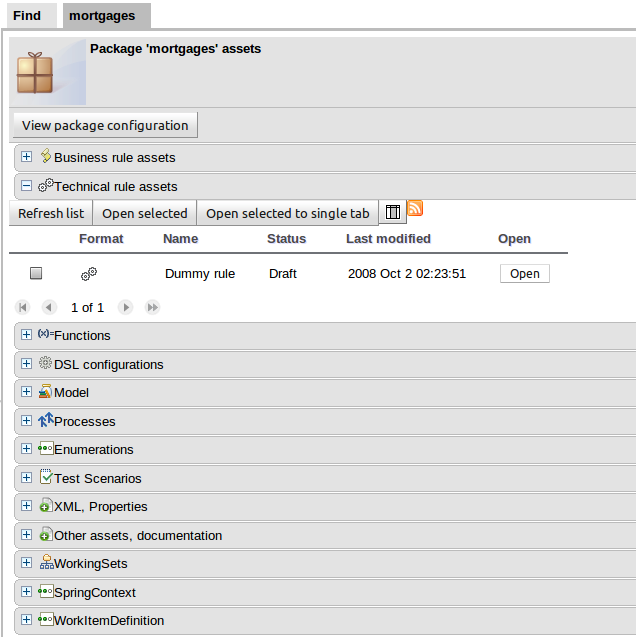 Find mortgages
Package 'mortgages' assets
View package configuration
Business rule assets
Technical rule assets
Refresh list Open selected Open selected to single tab
Format Name Status Last modified Open
Dummy rule Draft 2008 Oct 2 02:23:51 Open
1 of 1
(x)=Functions
DSL configurations
Model
Processes
Enumerations
Test Scenarios
XML, Properties
Other assets, documentation
WorkingSets
SpringContext
WorkItemDefinition